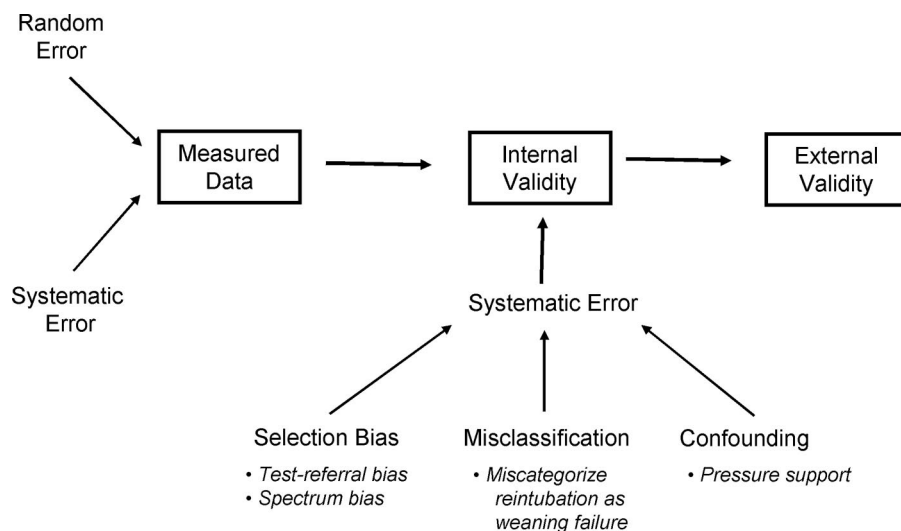 Random
Error
Measured
Data
Internal
Validity
External
Validity
Systematic
Error
Systematic Error
Selection Bias
• Test-referral bias
• Spectrum bias
Misclassification
• Miscategorize
reintubation as
weaning failure
Confounding
• Pressure support